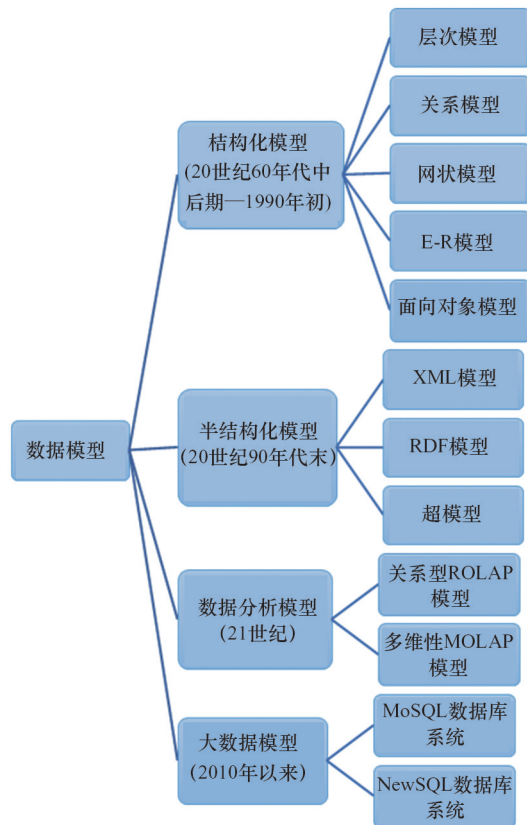 数据模型
桔构化模型
(20世纪60年代中
后期—1990年初)
层次模型
关系模型
网状模型
E-R模型
面向对象模型
半结构化模型
(20世纪90年代末)
XML模型
RDF模型
超模型
数据分析模型
(21世纪)
关系型ROLAP
模型
多维性MOLAP
模型
大数据模型
(2010年以来)
MoSQL数据库
系统
NewSQL数据库
系统